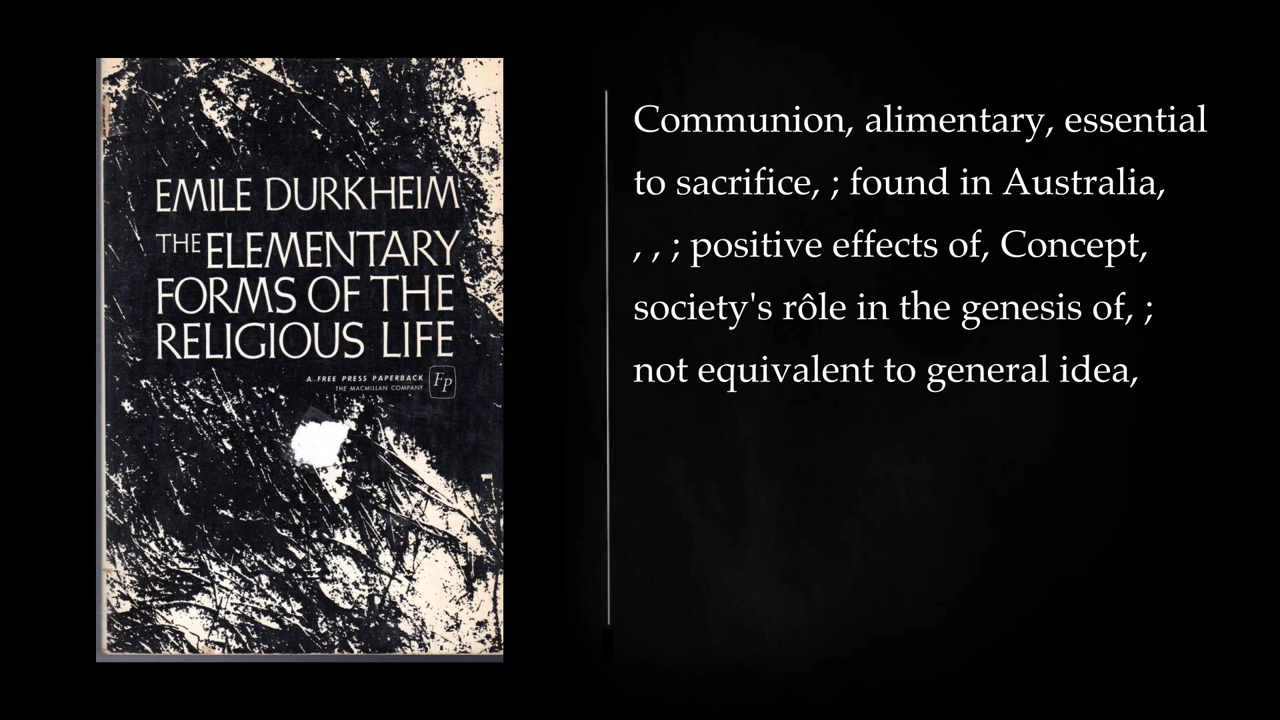 EMILE DURKHEIM
THE ELEMENTARY
FORMS OF THE
RELIGIOUS LIFE
A FREE PRESS PAPERBACK
THE MACMILLAN COMPANY
Fp
Communion, alimentary, essential
to sacrifice, ; found in Australia,
, , ; positive effects of, Concept,
society's rôle in the genesis of, ;
not equivalent to general idea,